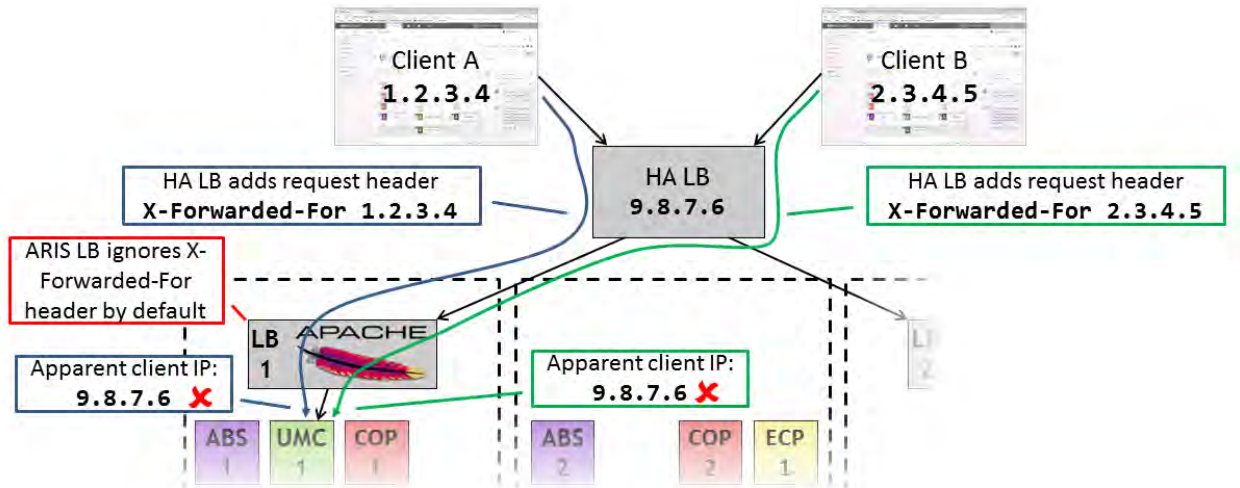 Client A
1.2.3.4
Client B
2.3.4.5
HA LB
9.8.7.6
HA LB adds request header
X-Forwarded-For 1.2.3.4
HA LB adds request header
X-Forwarded-For 2.3.4.5
ARIS LB ignores X-
Forwarded-For
header by default
LB
1
APACHE
LB
2
Apparent client IP:
9.8.7.6
Apparent client IP:
9.8.7.6
ABS
1
UMC
1
COP
1
ABS
2
COP
2
ECP
1